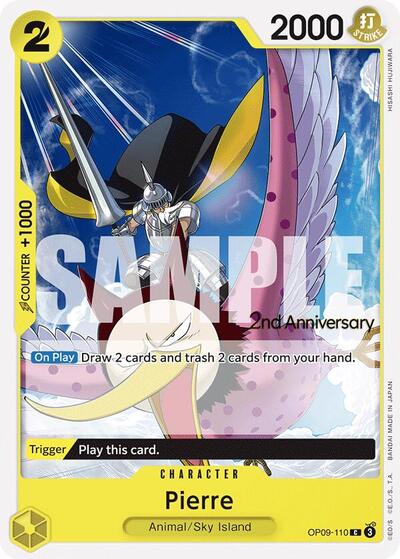 2
2000
打
STRIKE
HISASHI HUJIWARA
COUNTER +1000
SAMPLE
2nd Anniversary
On Play Draw 2 cards and trash 2 cards from your hand.
Trigger Play this card.
CHARACTER
Pierre
Animal/Sky Island
OP09-110 C 3
©E.O./S. ©E.O./S., T.A. BANDAI MADE IN JAPAN